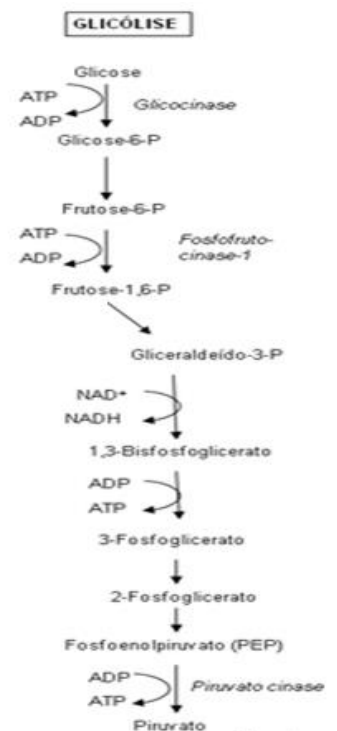 GLICÓLISE
Glicose
ATP
Glicocinase
ADP
Glicose-6-P
Frutose-6-P
ATP
Fosfofruto-
ADP
cinase-1
Frutose-1,6-P
Gliceraldeído-3-P
NAD+
NADH
1,3-Bisfosfoglicerato
ADP
ATP
3-Fosfoglicerato
2-Fosfoglicerato
Fosfoenolpiruvato (PEP)
ADP
Piruvato cinase
ATP
Piruvato